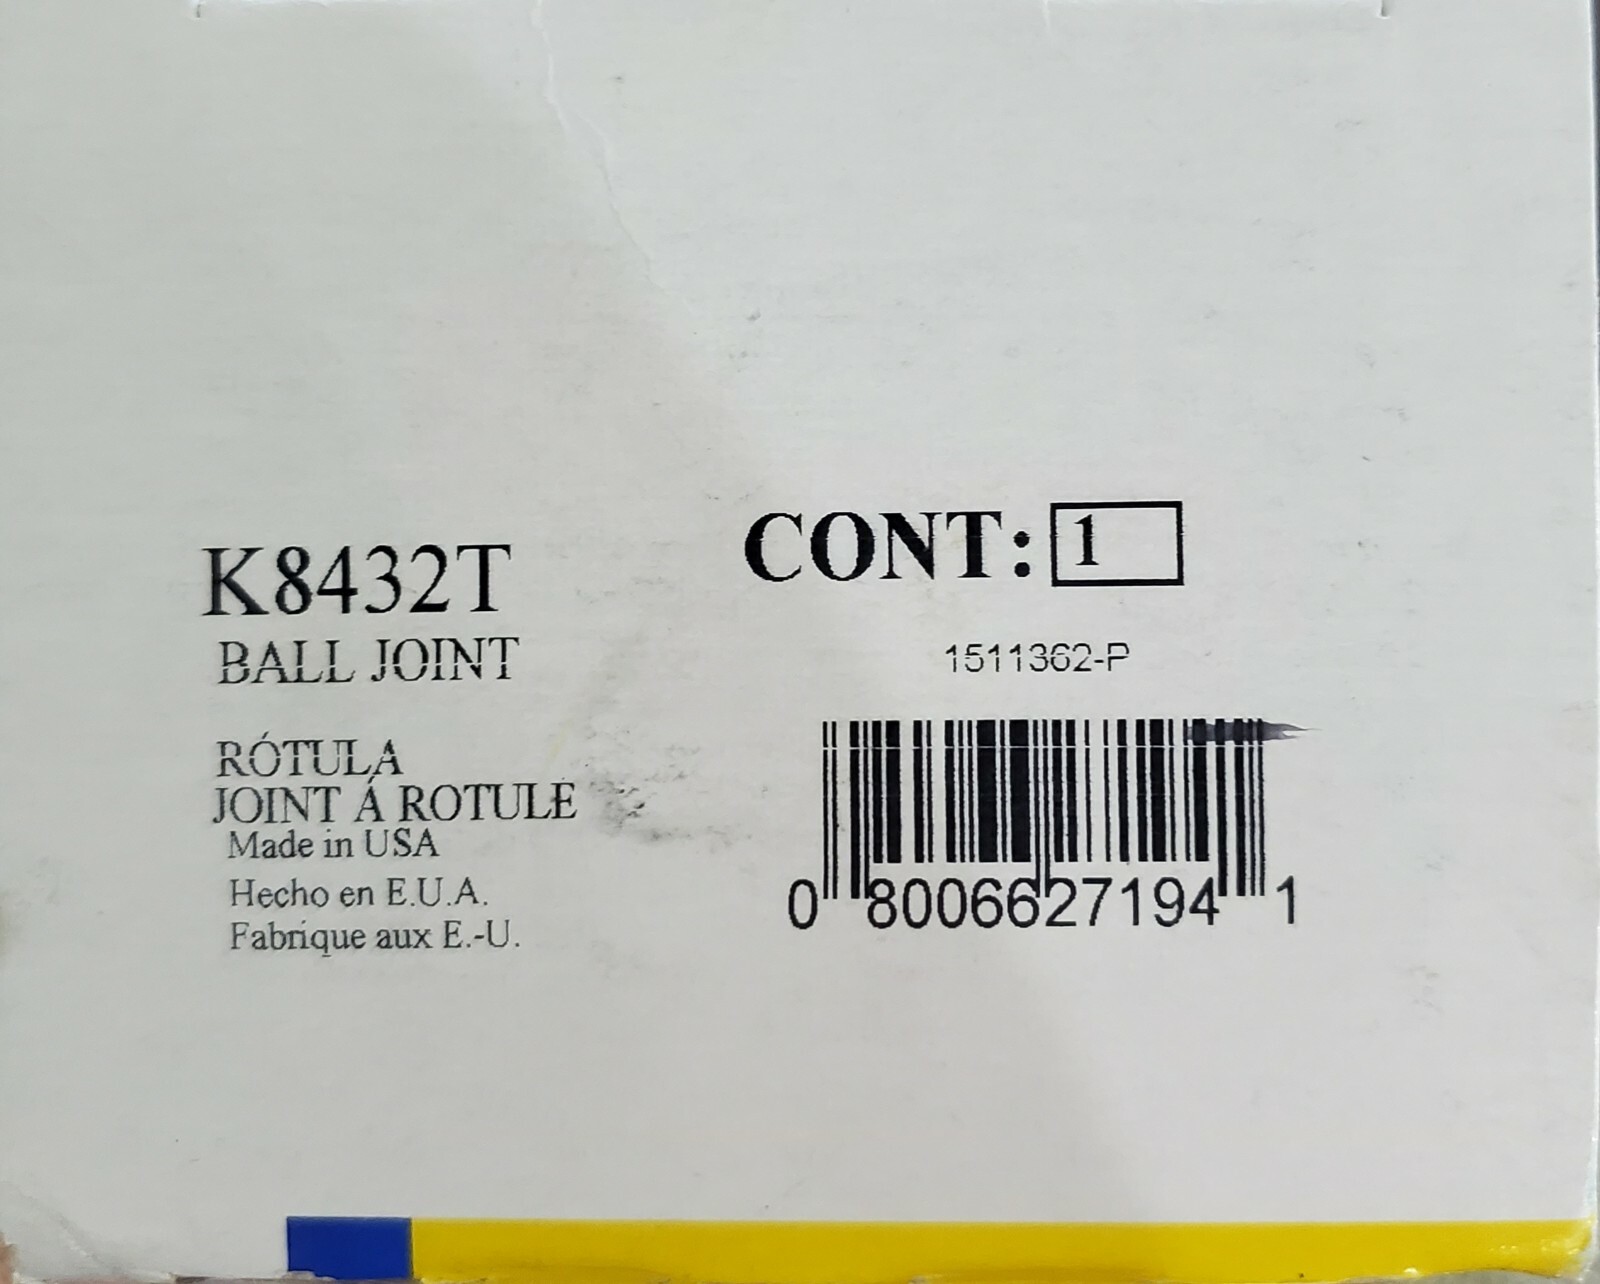 K8432T
BALL JOINT
RÓTULA
JOINT Á ROTULE
Made in USA
Hecho en E.U.A.
Fabrique aux E.-U.
CONT: 1
1511362-P
0 8006627194 1